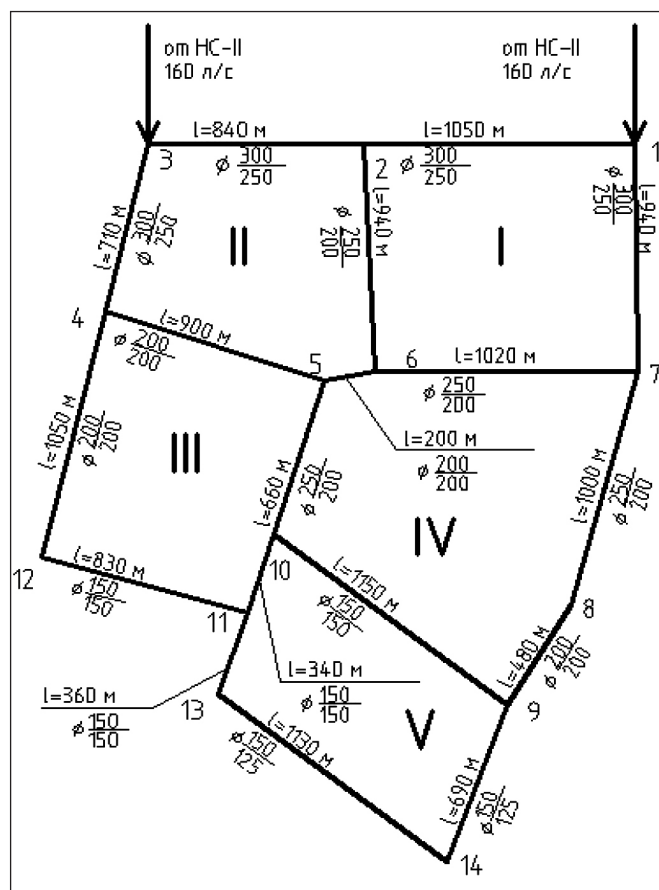 от НС-II
160 л/с
от НС-II
160 л/с
l=840 м
l=1050 м
3
ϕ 300/250
2
ϕ 300/250
1
l=710 м
ϕ 300/250
II
ϕ 250/200
l=940 м
I
ϕ 300/250
l=940 м
4
l=900 м
ϕ 200/200
5
6
l=1020 м
7
ϕ 250/200
l=1050 м
ϕ 200/200
III
l=200 м
ϕ 200/200
l=660 м
ϕ 250/200
IV
l=1000 м
ϕ 250/200
12
l=830 м
ϕ 150/150
10
l=1150 м
ϕ 150/150
8
11
l=480 м
ϕ 200/200
l=340 м
ϕ 150/150
l=360 м
ϕ 150/150
13
9
ϕ 150/125
l=1130 м
V
l=690 м
ϕ 150/125
14